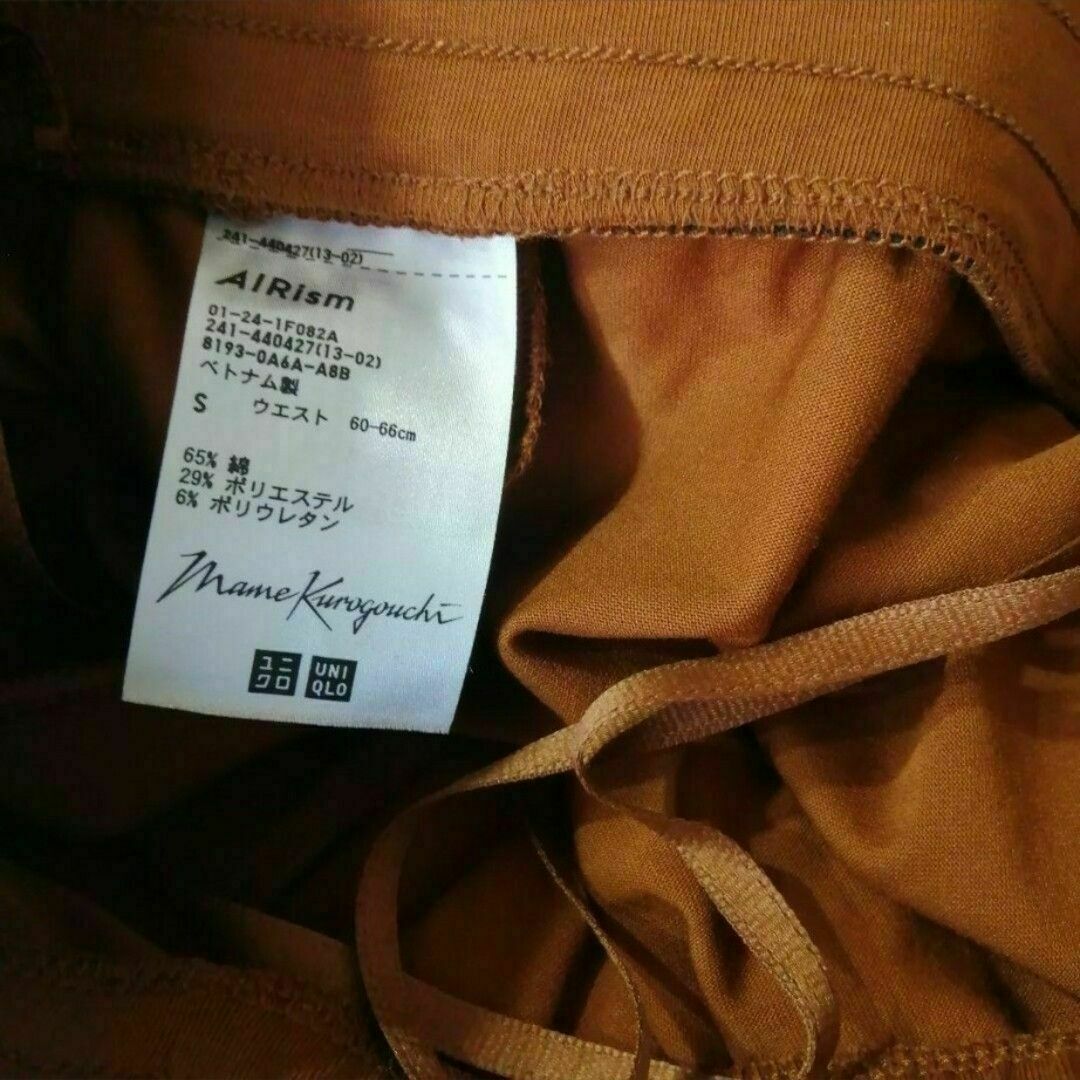 241-440427(13-02)
AIRism
01-24-1F082A
241-440427(13-02)
8193-0A6A-A8B
ベトナム製
S ウエスト 60-66cm
65% 綿
29% ポリエステル
6% ポリウレタン
Mame Kurogouchi
ユニ UNI
クロ QLO